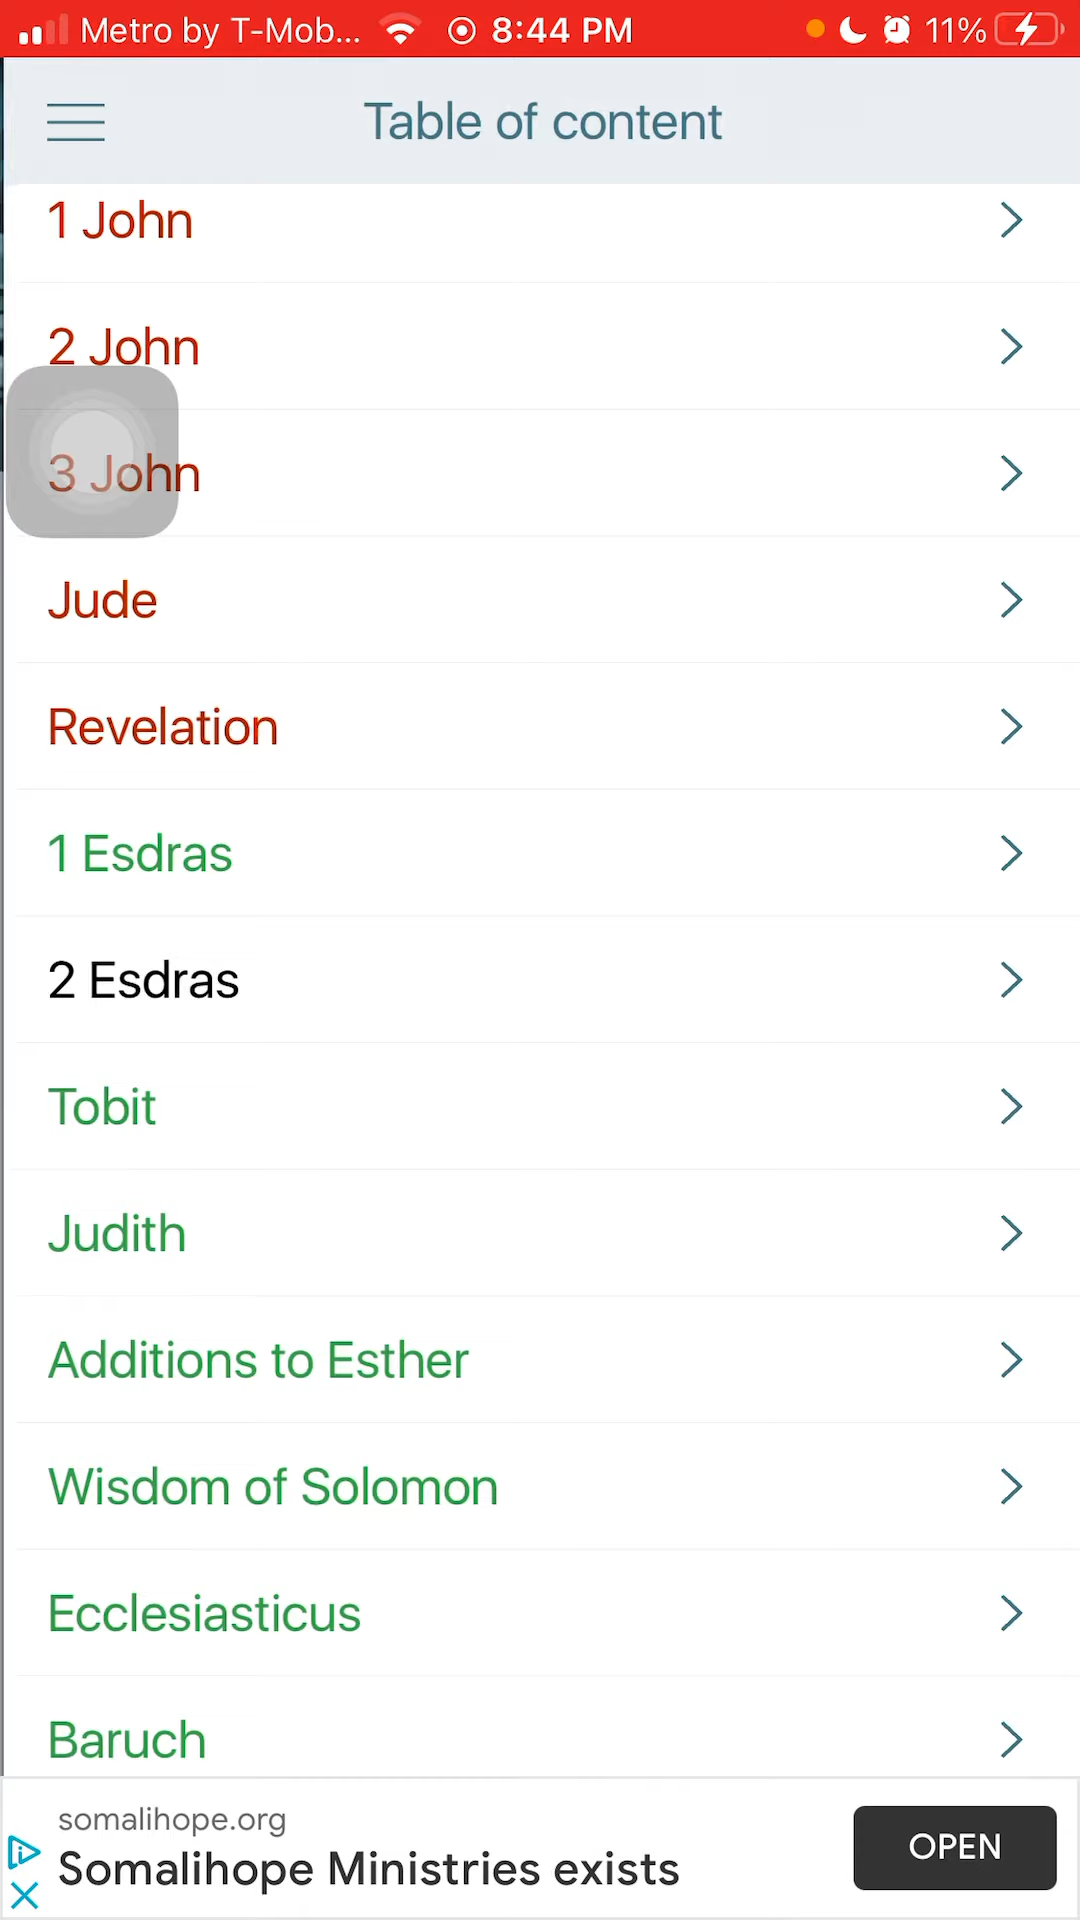 Metro by T-Mob... 8:44 PM 11%
Table of content
1 John
2 John
3 John
Jude
Revelation
1 Esdras
2 Esdras
Tobit
Judith
Additions to Esther
Wisdom of Solomon
Ecclesiasticus
Baruch
somalihope.org
Somalihope Ministries exists
OPEN